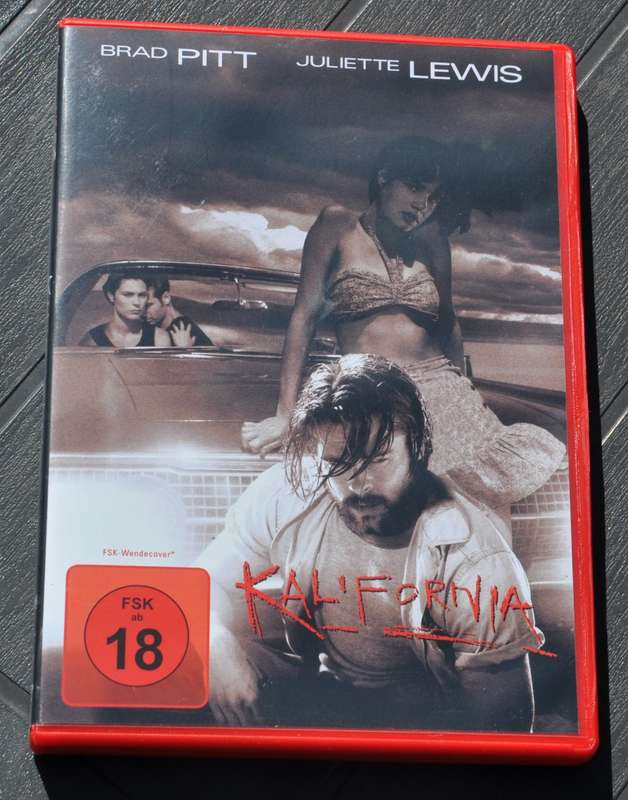 BRAD PITT JULIETTE LEWIS
FSK-Wendecover*
FSK
ab
18
KALIFORNIA